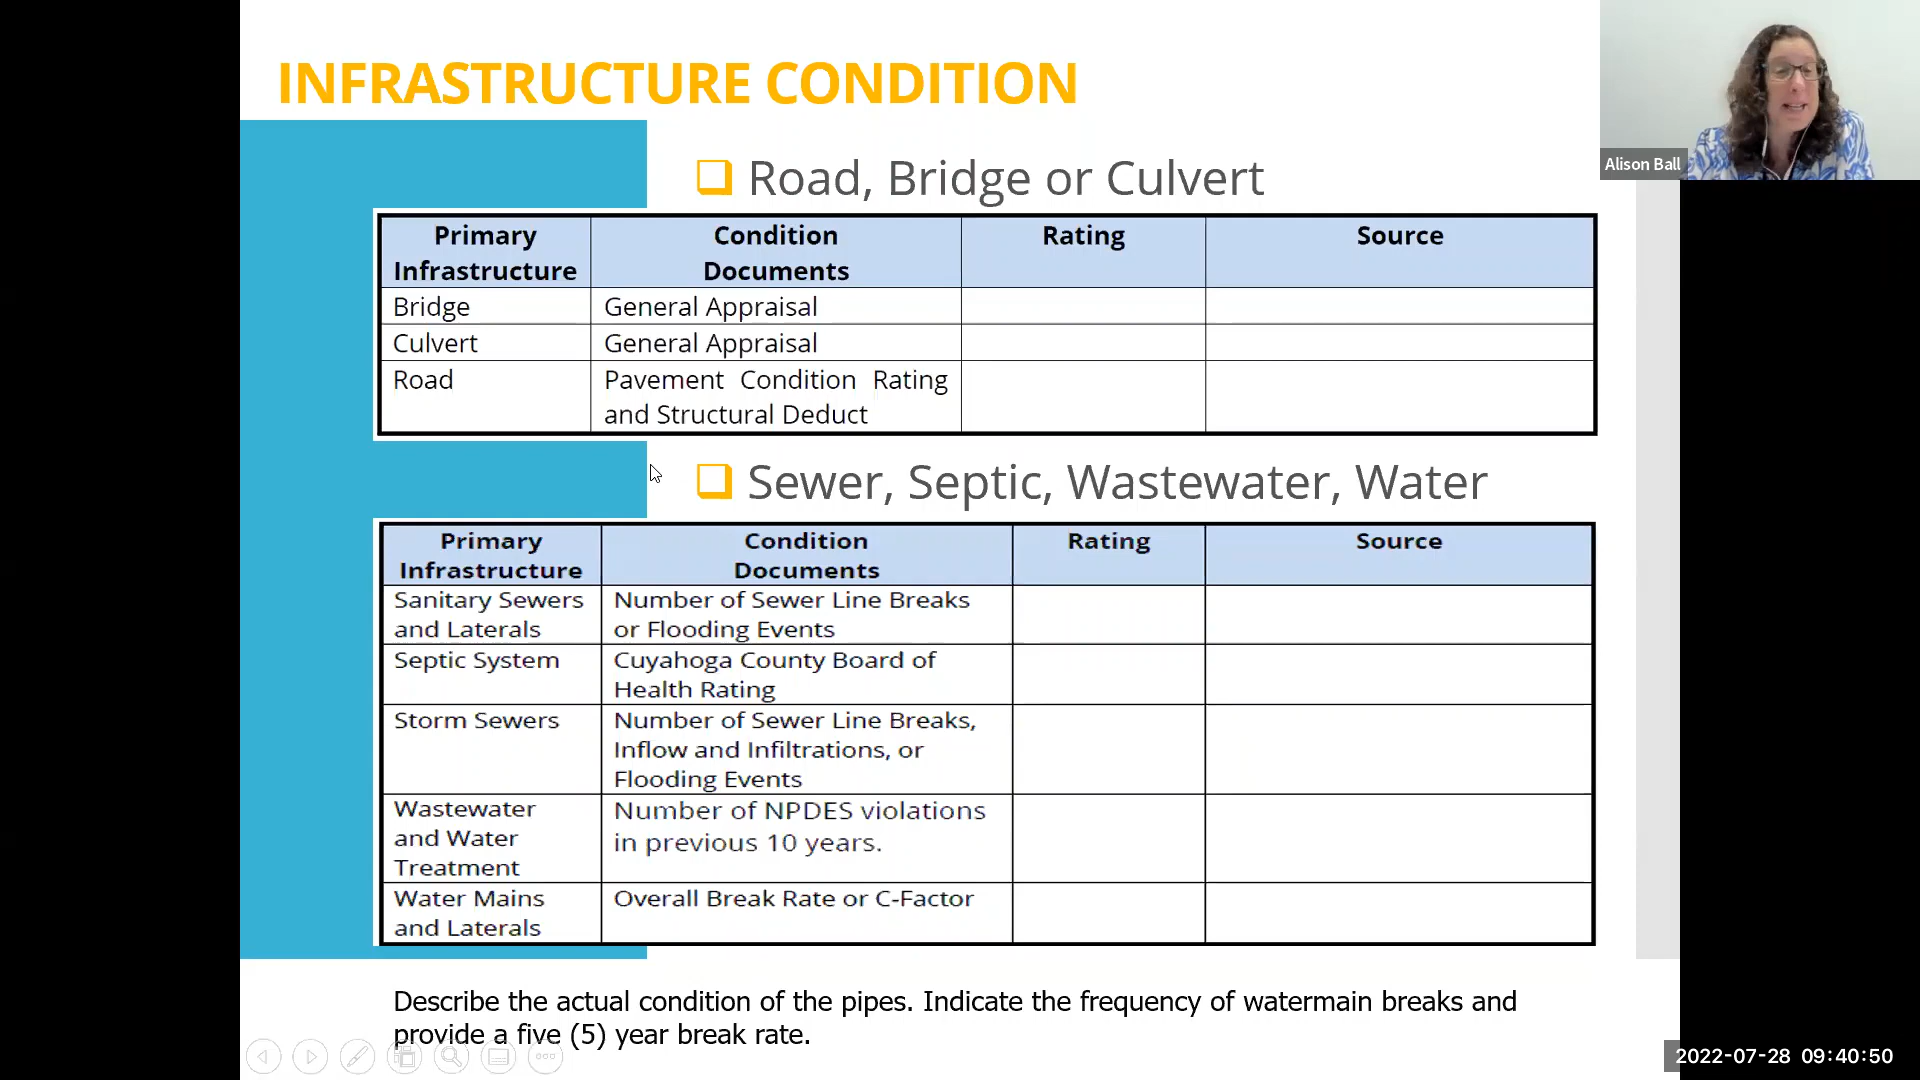 INFRASTRUCTURE CONDITION
Alison Ball
Road, Bridge or Culvert
Primary Infrastructure Condition Documents Rating Source
Bridge General Appraisal
Culvert General Appraisal
Road Pavement Condition Rating and Structural Deduct
Sewer, Septic, Wastewater, Water
Primary Infrastructure Condition Documents Rating Source
Sanitary Sewers and Laterals Number of Sewer Line Breaks or Flooding Events
Septic System Cuyahoga County Board of Health Rating
Storm Sewers Number of Sewer Line Breaks, Inflow and Infiltrations, or Flooding Events
Wastewater and Water Treatment Number of NPDES violations in previous 10 years.
Water Mains and Laterals Overall Break Rate or C-Factor
Describe the actual condition of the pipes. Indicate the frequency of watermain breaks and
provide a five (5) year break rate.
2022-07-28 09:40:50